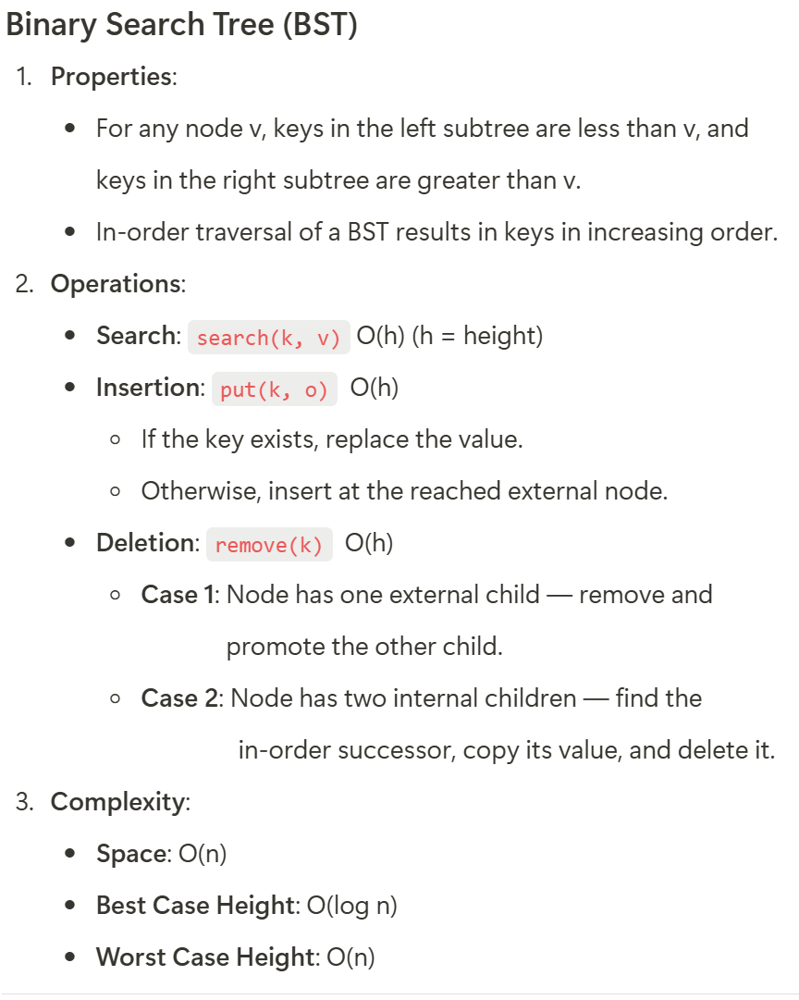 Binary Search Tree (BST)
1. Properties:
• For any node v, keys in the left subtree are less than v, and
keys in the right subtree are greater than v.
• In-order traversal of a BST results in keys in increasing order.
2. Operations:
• Search: search(k, v) O(h) (h = height)
• Insertion: put(k, o) O(h)
◦ If the key exists, replace the value.
◦ Otherwise, insert at the reached external node.
• Deletion: remove(k) O(h)
◦ Case 1: Node has one external child — remove and
promote the other child.
◦ Case 2: Node has two internal children — find the
in-order successor, copy its value, and delete it.
3. Complexity:
• Space: O(n)
• Best Case Height: O(log n)
• Worst Case Height: O(n)